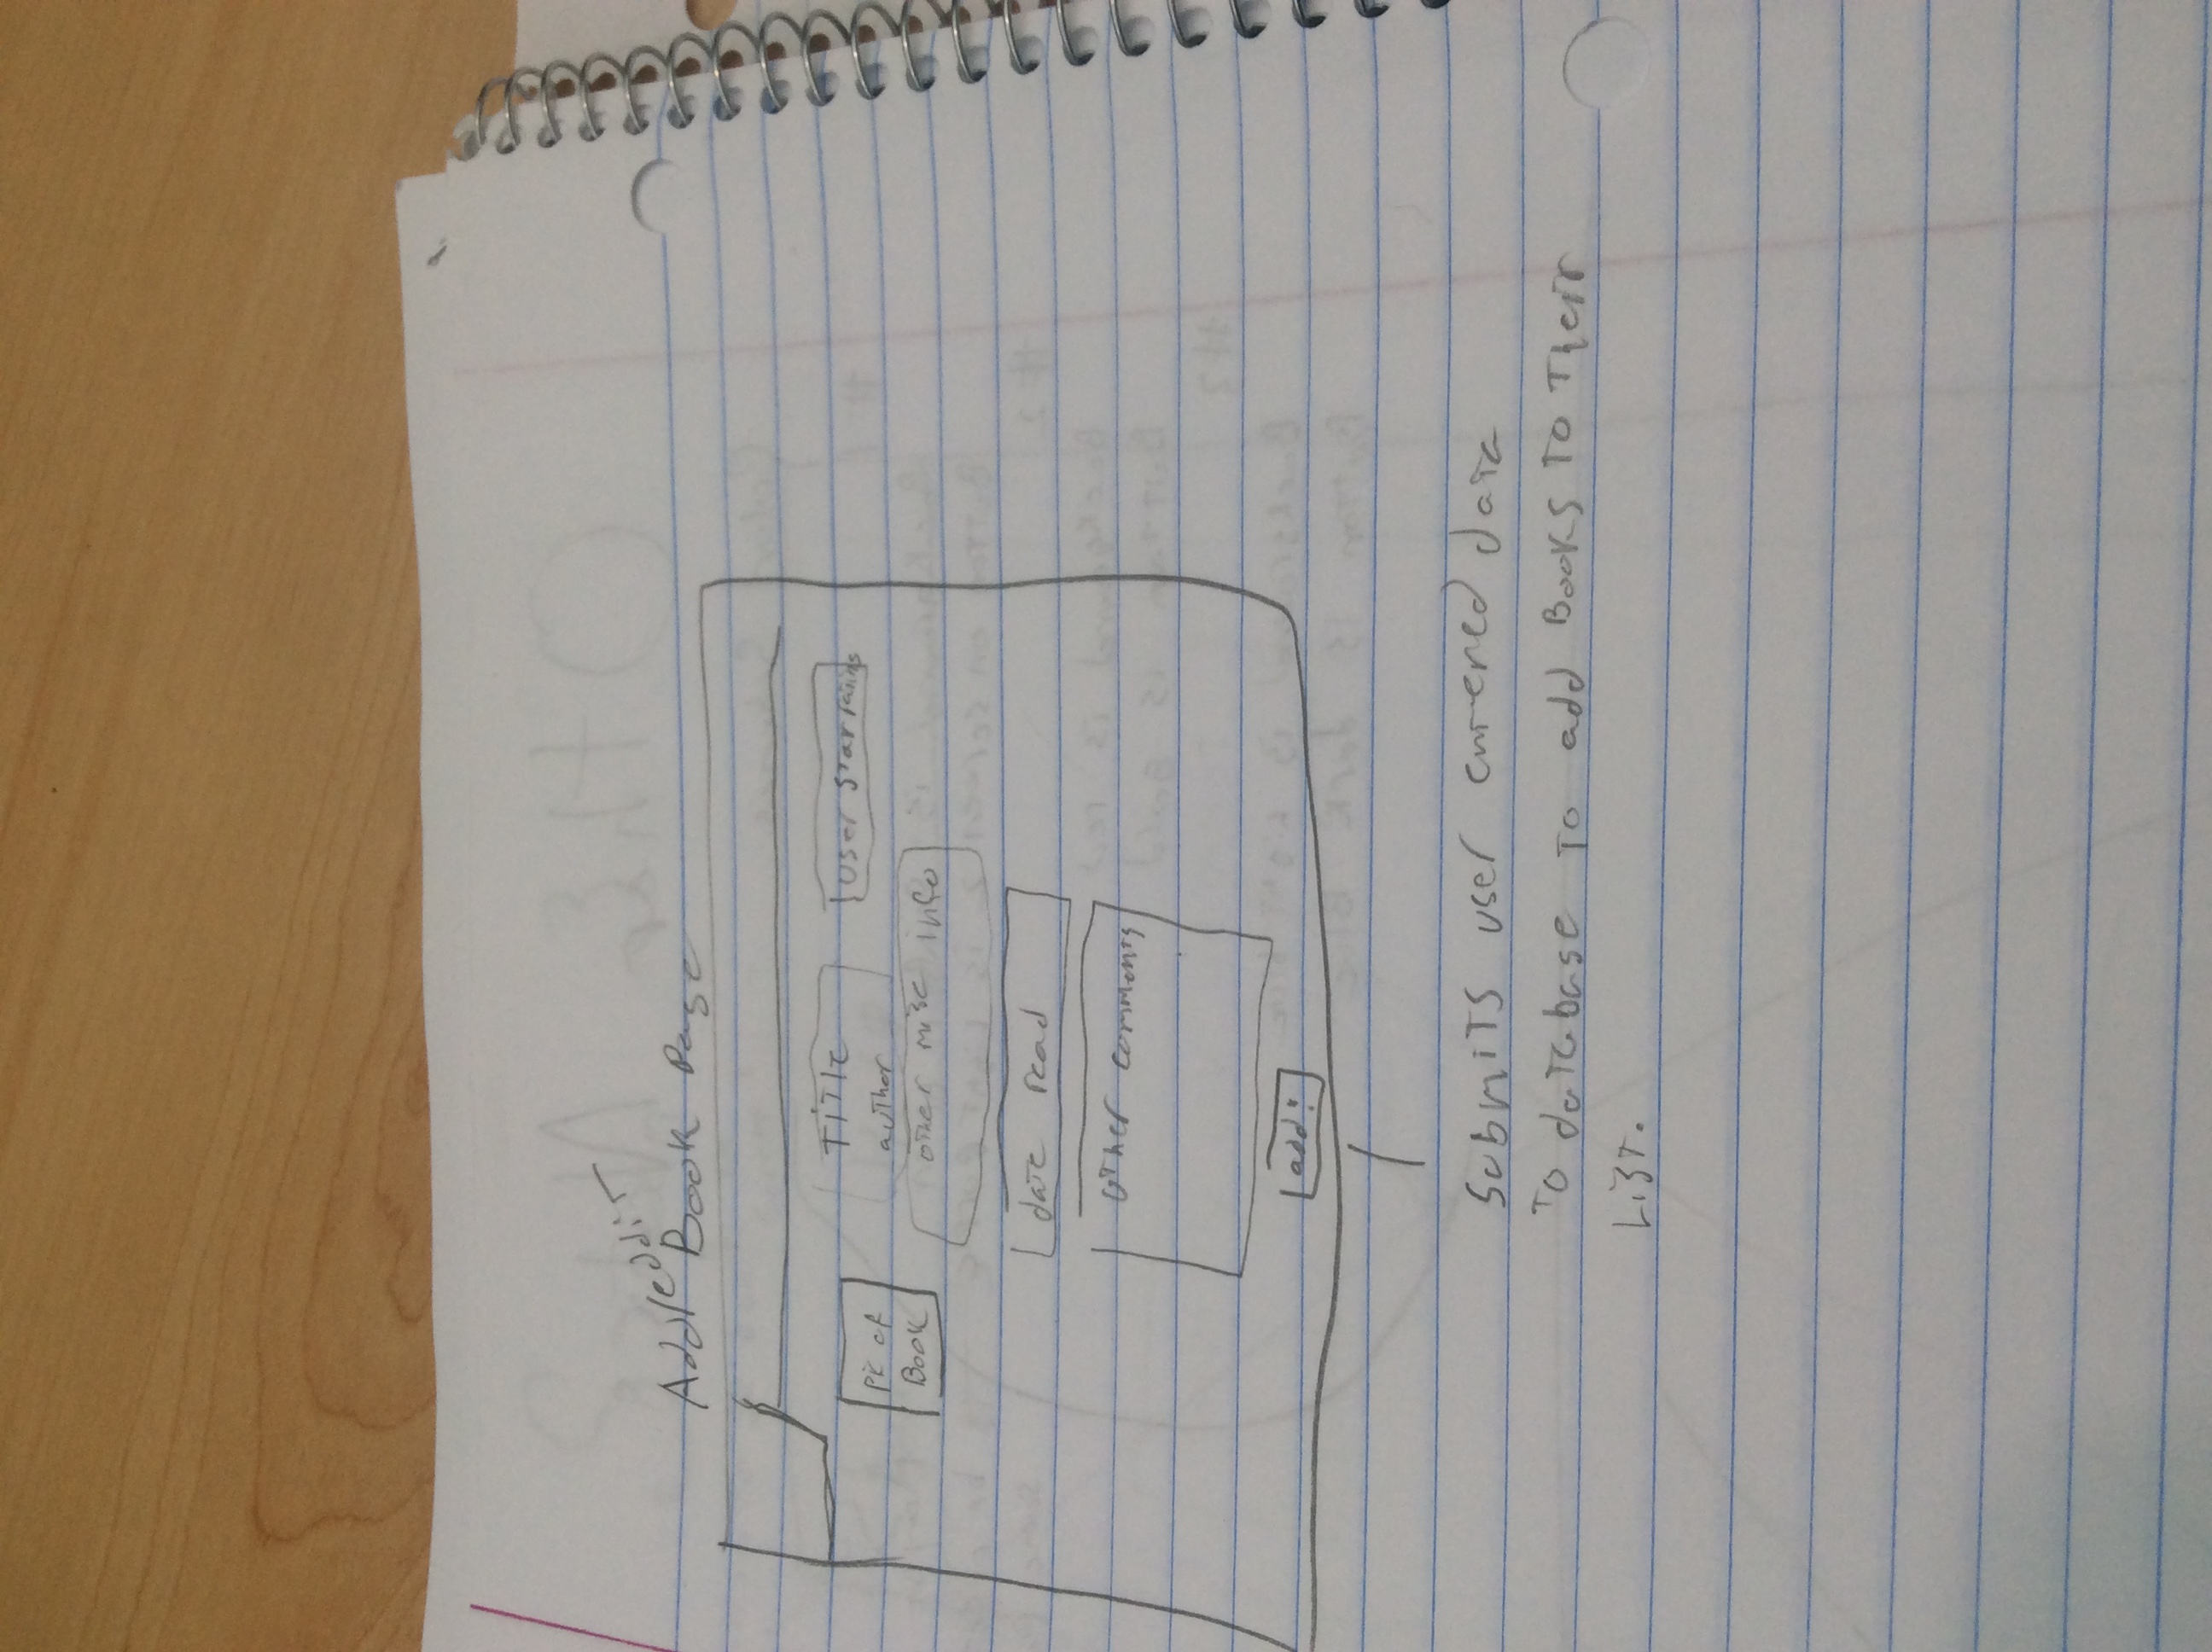 Add/eddit
Book Page
TITLE
author
User Star rating
Pic of
Book
other misc info
date read
other comments
add!
Submits user entered data
To database to add Books to Their
List.